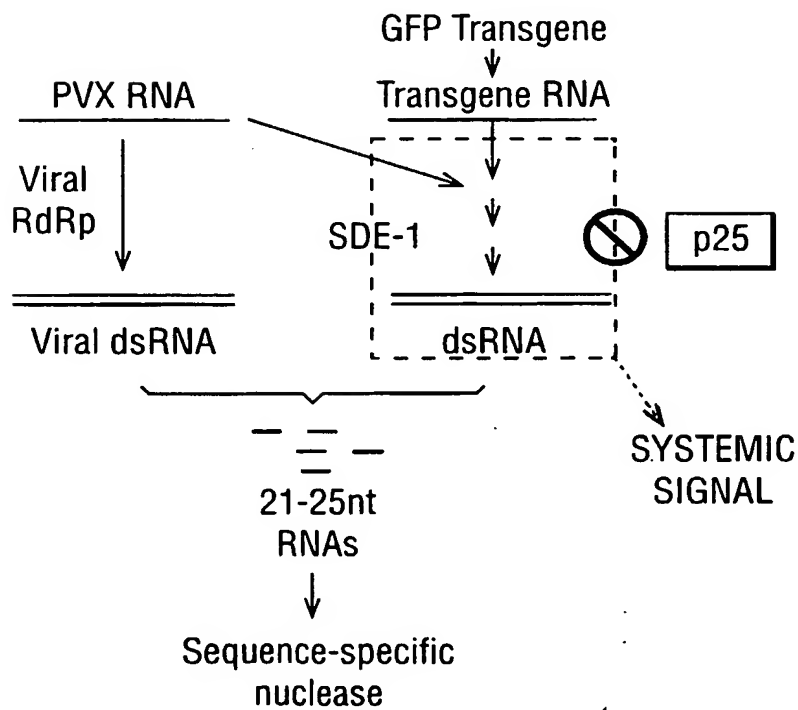 GFP Transgene
PVX RNA
Transgene RNA
Viral
RdRp
SDE-1
p25
Viral dsRNA
dsRNA
SYSTEMIC
SIGNAL
21-25nt
RNAs
Sequence-specific
nuclease